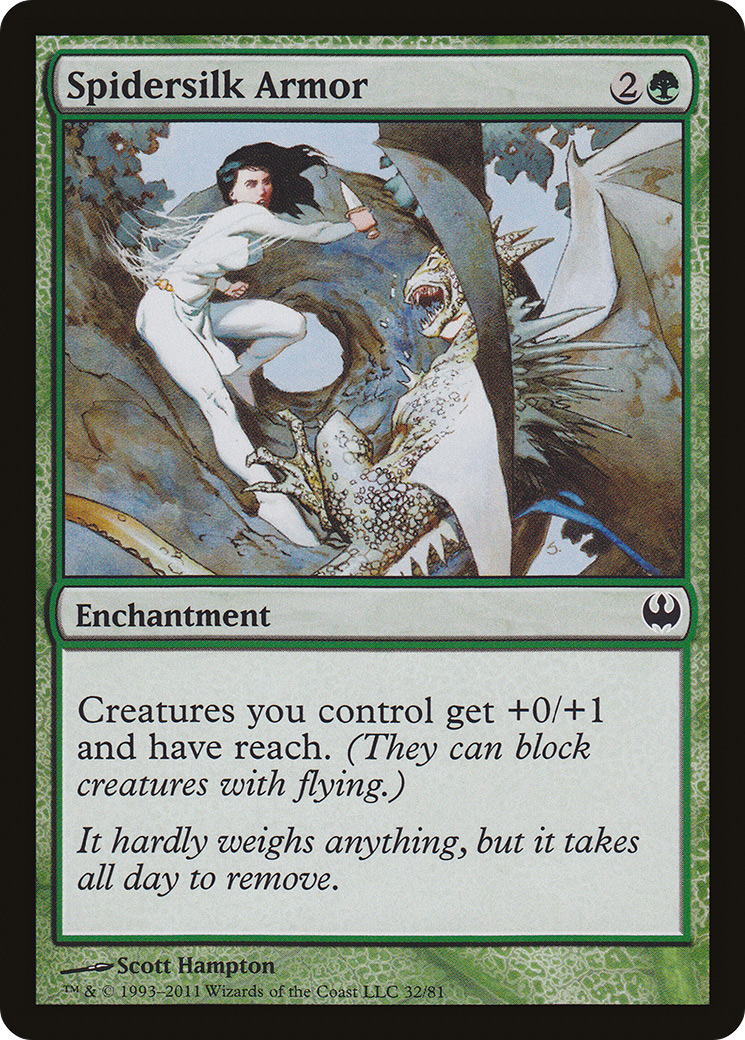 Spidersilk Armor 2
Enchantment
Creatures you control get +0/+1
and have reach. (They can block
creatures with flying.)
It hardly weighs anything, but it takes
all day to remove.
Scott Hampton
™ & © 1993–2011 Wizards of the Coast LLC 32/81